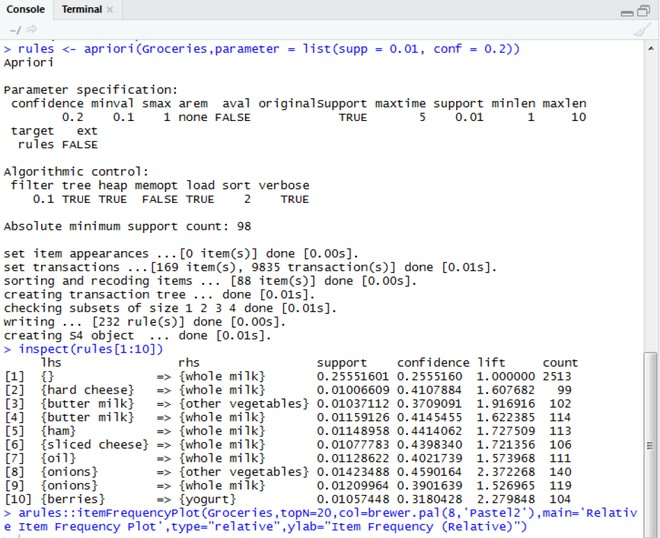 Console Terminal ×
~/
> rules <- apriori(Groceries,parameter = list(supp = 0.01, conf = 0.2))
Apriori

Parameter specification:
 confidence minval smax arem aval originalSupport maxtime support minlen maxlen
 0.2 0.1 1 none FALSE TRUE 5 0.01 1 10
 target ext
 rules FALSE

Algorithmic control:
 filter tree heap memopt load sort verbose
 0.1 TRUE TRUE FALSE TRUE 2 TRUE

Absolute minimum support count: 98

set item appearances ...[0 item(s)] done [0.00s].
set transactions ...[169 item(s), 9835 transaction(s)] done [0.01s].
sorting and recoding items ... [88 item(s)] done [0.00s].
creating transaction tree ... done [0.01s].
checking subsets of size 1 2 3 4 done [0.01s].
writing ... [232 rule(s)] done [0.00s].
creating S4 object ... done [0.01s].
> inspect(rules[1:10])
 lhs rhs support confidence lift count
[1] {} => {whole milk} 0.25551601 0.2555160 1.000000 2513
[2] {hard cheese} => {whole milk} 0.01006609 0.4107884 1.607682 99
[3] {butter milk} => {other vegetables} 0.01037112 0.3709091 1.916916 102
[4] {butter milk} => {whole milk} 0.01159126 0.4145455 1.622385 114
[5] {ham} => {whole milk} 0.01148958 0.4414062 1.727509 113
[6] {sliced cheese} => {whole milk} 0.01077783 0.4398340 1.721356 106
[7] {oil} => {whole milk} 0.01128622 0.4021739 1.573968 111
[8] {onions} => {other vegetables} 0.01423488 0.4590164 2.372268 140
[9] {onions} => {whole milk} 0.01209964 0.3901639 1.526965 119
[10] {berries} => {yogurt} 0.01057448 0.3180428 2.279848 104
> arules::itemFrequencyPlot(Groceries,topN=20,col=brewer.pal(8,'Pastel2'),main='Relativ
e Item Frequency Plot',type="relative",ylab="Item Frequency (Relative)")